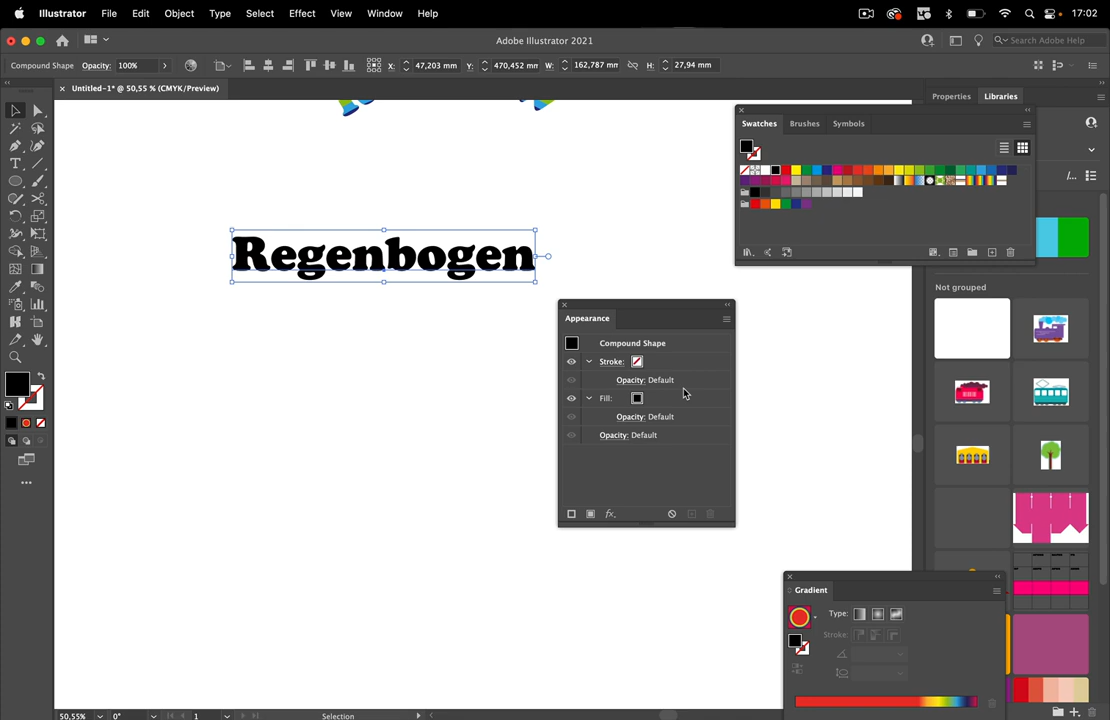 Illustrator File Edit Object Type Select Effect View Window Help 17:02
Adobe Illustrator 2021 Search Adobe Help
Compound Shape Opacity: 100% X: 47,203 mm Y: 470,452 mm W: 162,787 mm H: 27,94 mm
Untitled-1* @ 50,55 % (CMYK/Preview)
Properties Libraries
Swatches Brushes Symbols
Regenbogen
Not grouped
Appearance
Compound Shape
Stroke:
Opacity: Default
Fill:
Opacity: Default
Opacity: Default
fx.
Gradient
Type:
Stroke:
50,55% 0° 1 Selection